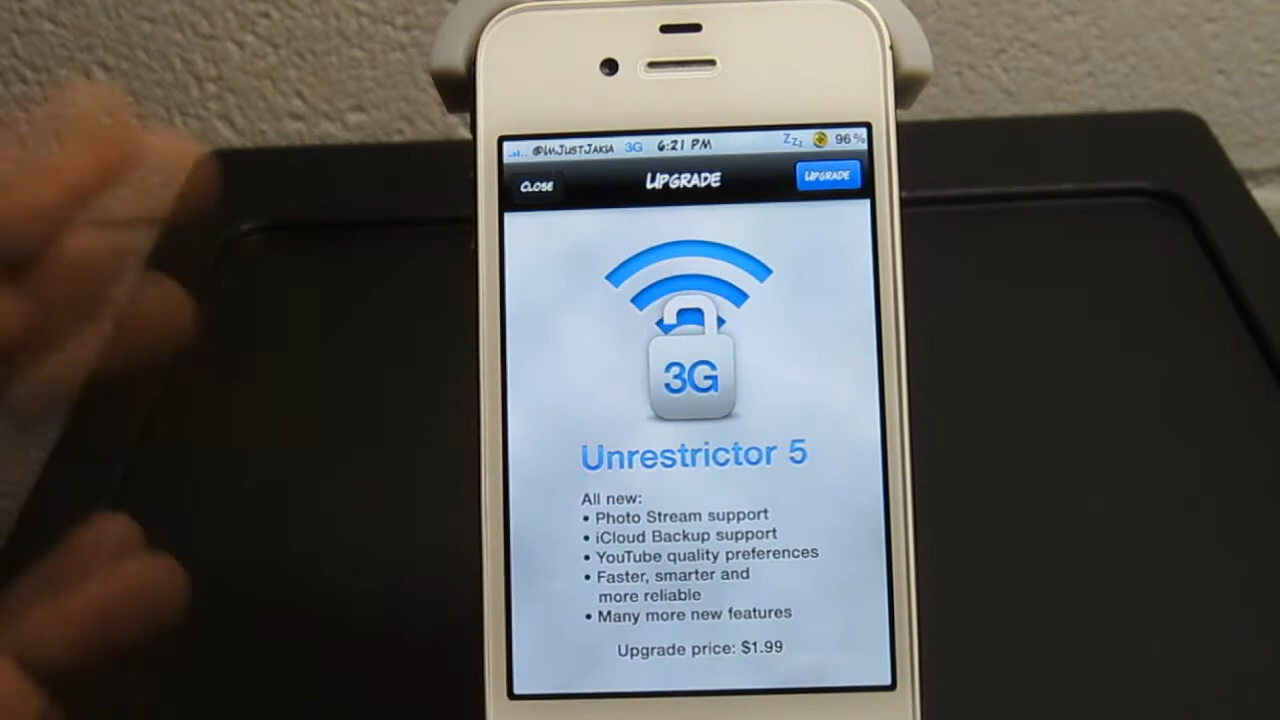 @ImJustJakia 3G 6:21 PM Zzz 96%
Close Upgrade Upgrade
3G
Unrestrictor 5
All new:
• Photo Stream support
• iCloud Backup support
• YouTube quality preferences
• Faster, smarter and
more reliable
• Many more new features
Upgrade price: $1.99